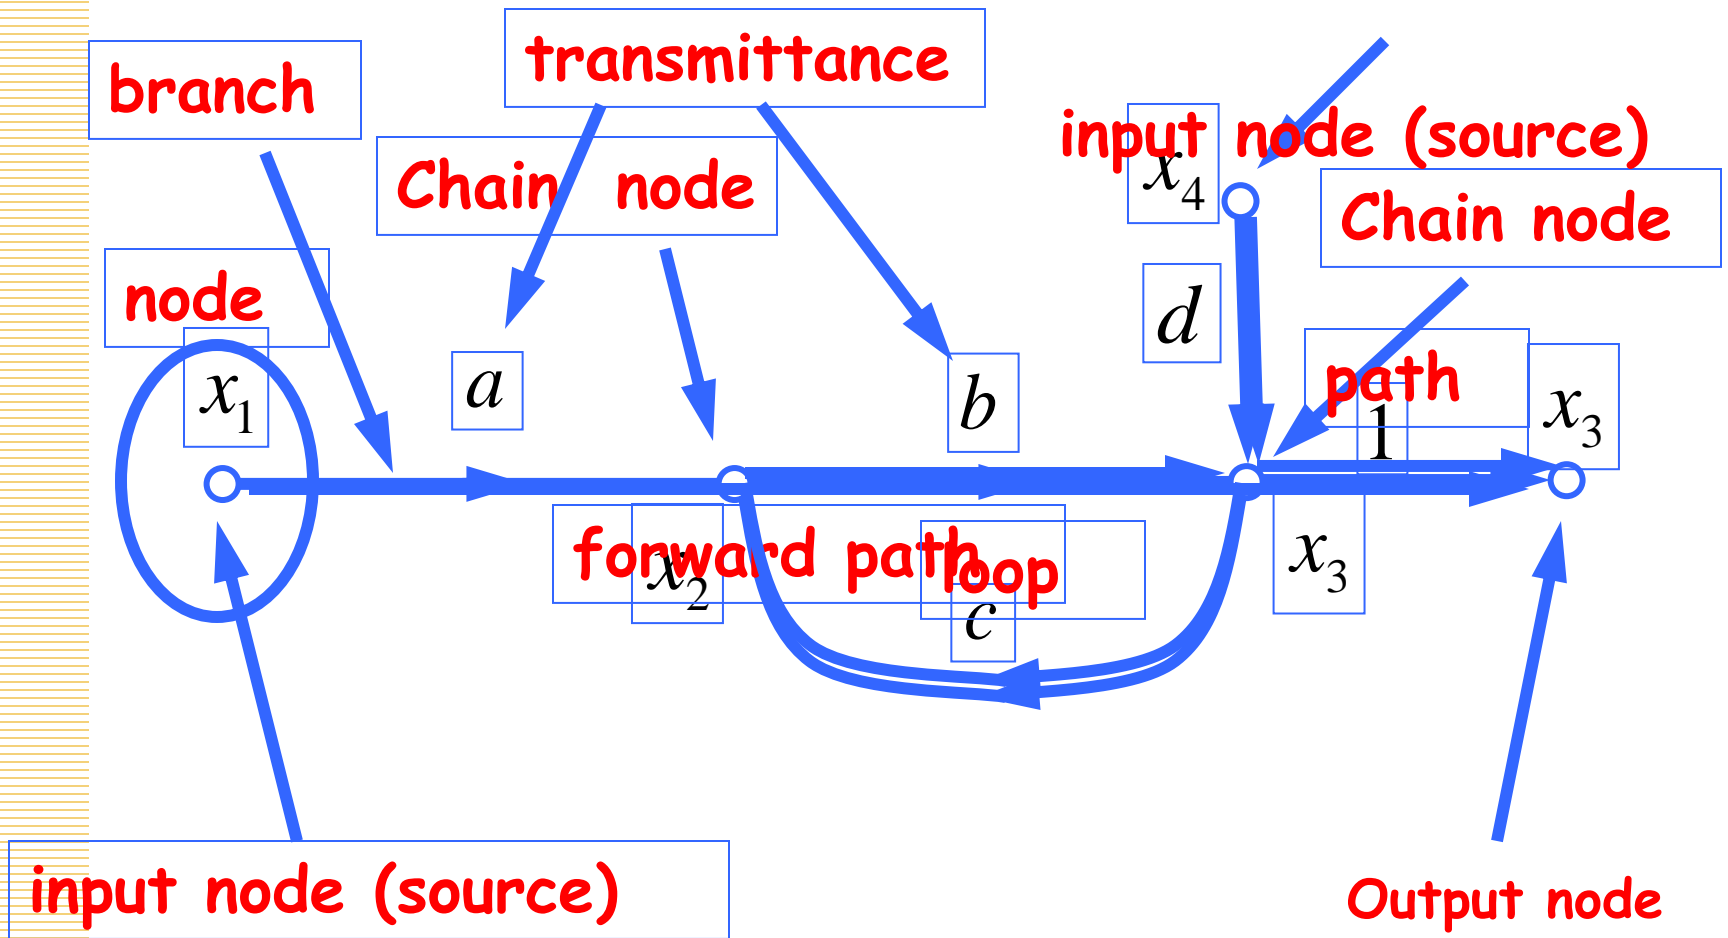 transmittance
branch
input node (source)
x4
Chain node
Chain node
node
d
path
x1
a
b
1
x3
forward path
loop
x2
x3
c
input node (source)
Output node